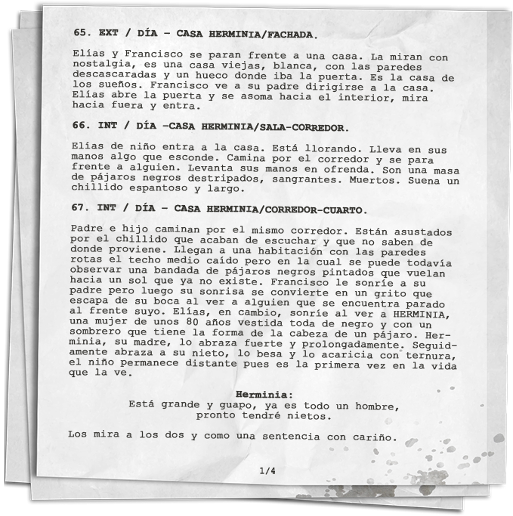 65. EXT / DÍA - CASA HERMINIA/FACHADA.
Elías y Francisco se paran frente a una casa. La miran con
nostalgia, es una casa viejas, blanca, con las paredes
descascaradas y un hueco donde iba la puerta. Es la casa de
los sueños. Francisco ve a su padre dirigirse a la casa.
Elías abre la puerta y se asoma hacia el interior, mira
hacia fuera y entra.
66. INT / DÍA -CASA HERMINIA/SALA-CORREDOR.
Elías de niño entra a la casa. Está llorando. Lleva en sus
manos algo que esconde. Camina por el corredor y se para
frente a alguien. Levanta sus manos en ofrenda. Son una masa
de pájaros negros destripados, sangrantes. Muertos. Suena un
chillido espantoso y largo.
67. INT / DÍA - CASA HERMINIA/CORREDOR-CUARTO.
Padre e hijo caminan por el mismo corredor. Están asustados
por el chillido que acaban de escuchar y que no saben de
donde proviene. Llegan a una habitación con las paredes
rotas el techo medio caído pero en la cual se puede todavía
observar una bandada de pájaros negros pintados que vuelan
hacia un sol que ya no existe. Francisco le sonríe a su
padre pero luego su sonrisa se convierte en un grito que
escapa de su boca al ver a alguien que se encuentra parado
al frente suyo. Elías, en cambio, sonríe al ver a HERMINIA,
una mujer de unos 80 años vestida toda de negro y con un
sombrero que tiene la forma de la cabeza de un pájaro. Her-
minia, su madre, lo abraza fuerte y prolongadamente. Seguid-
amente abraza a su nieto, lo besa y lo acaricia con ternura,
el niño permanece distante pues es la primera vez en la vida
que la ve.
Herminia:
Está grande y guapo, ya es todo un hombre,
pronto tendré nietos.
Los mira a los dos y como una sentencia con cariño.
1/4